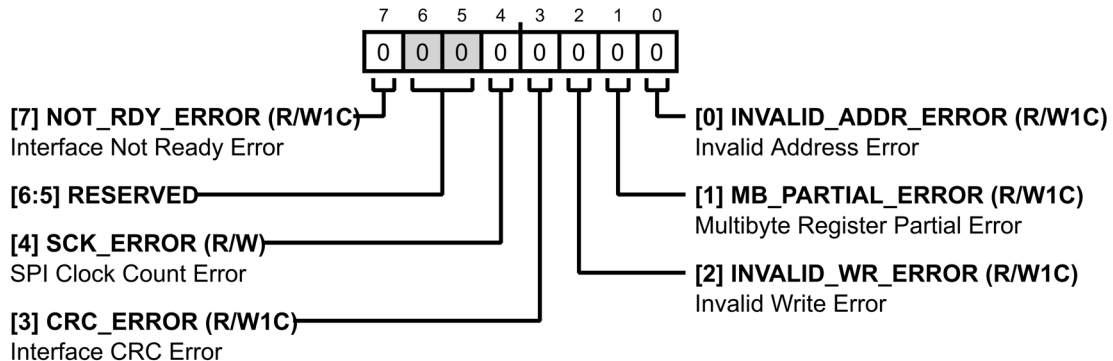 7 6 5 4 3 2 1 0
0 0 0 0 0 0 0 0
[7] NOT_RDY_ERROR (R/W1C)
Interface Not Ready Error
[6:5] RESERVED
[4] SCK_ERROR (R/W)
SPI Clock Count Error
[3] CRC_ERROR (R/W1C)
Interface CRC Error
[0] INVALID_ADDR_ERROR (R/W1C)
Invalid Address Error
[1] MB_PARTIAL_ERROR (R/W1C)
Multibyte Register Partial Error
[2] INVALID_WR_ERROR (R/W1C)
Invalid Write Error